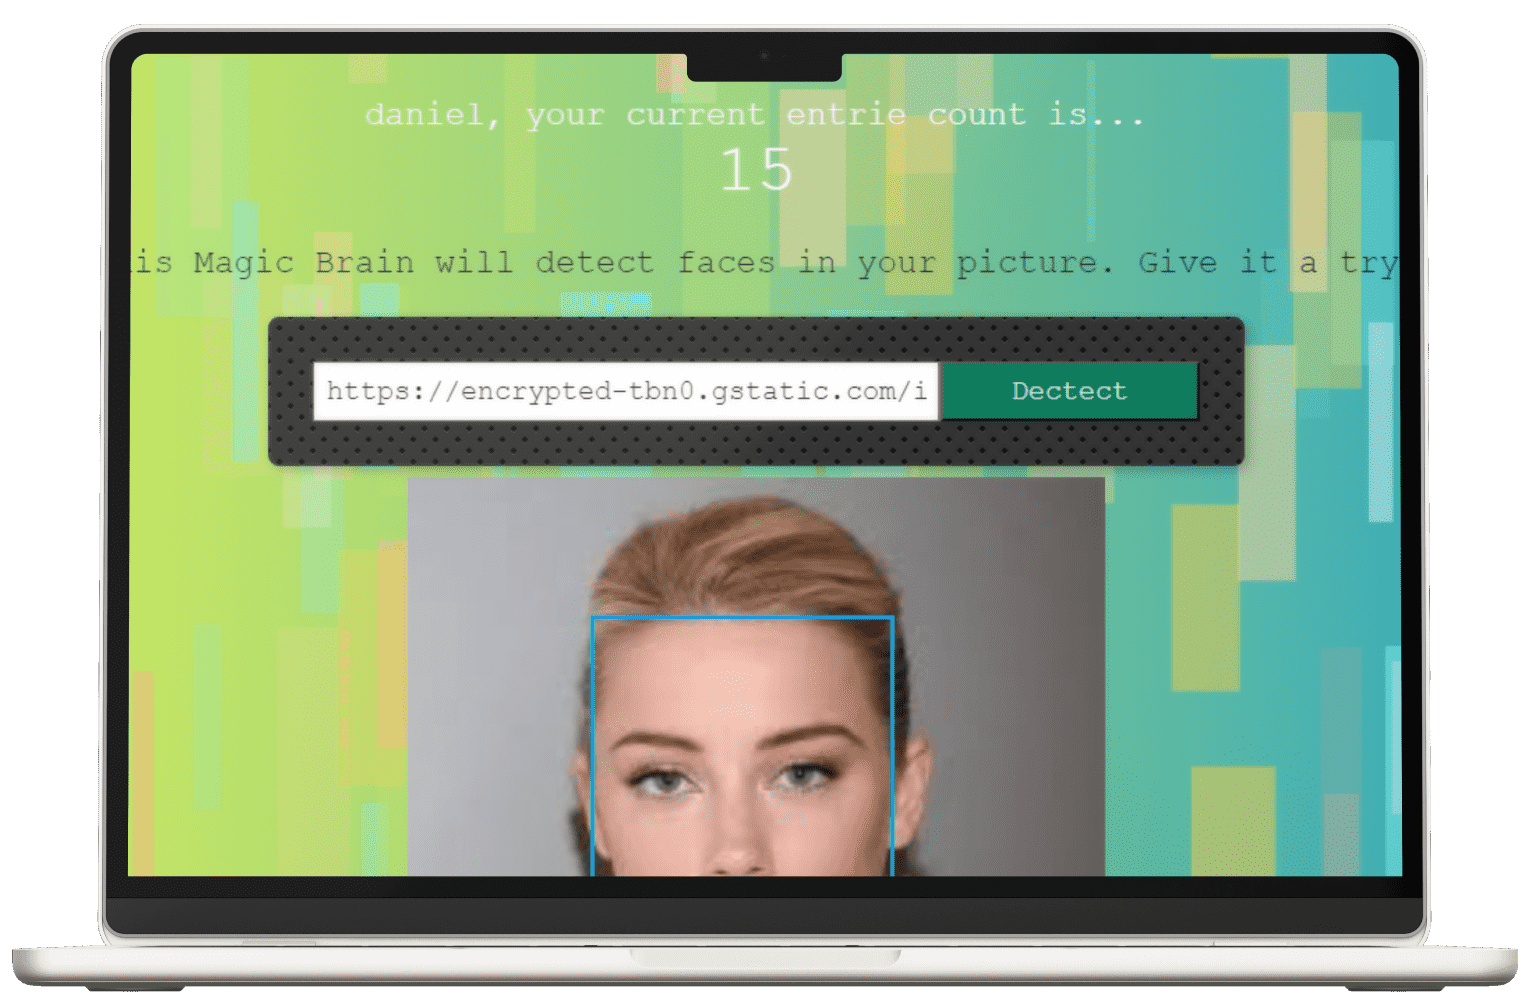 daniel, your current entrie count is...
15
is Magic Brain will detect faces in your picture. Give it a try
https://encrypted-tbn0.gstatic.com/i
Dectect